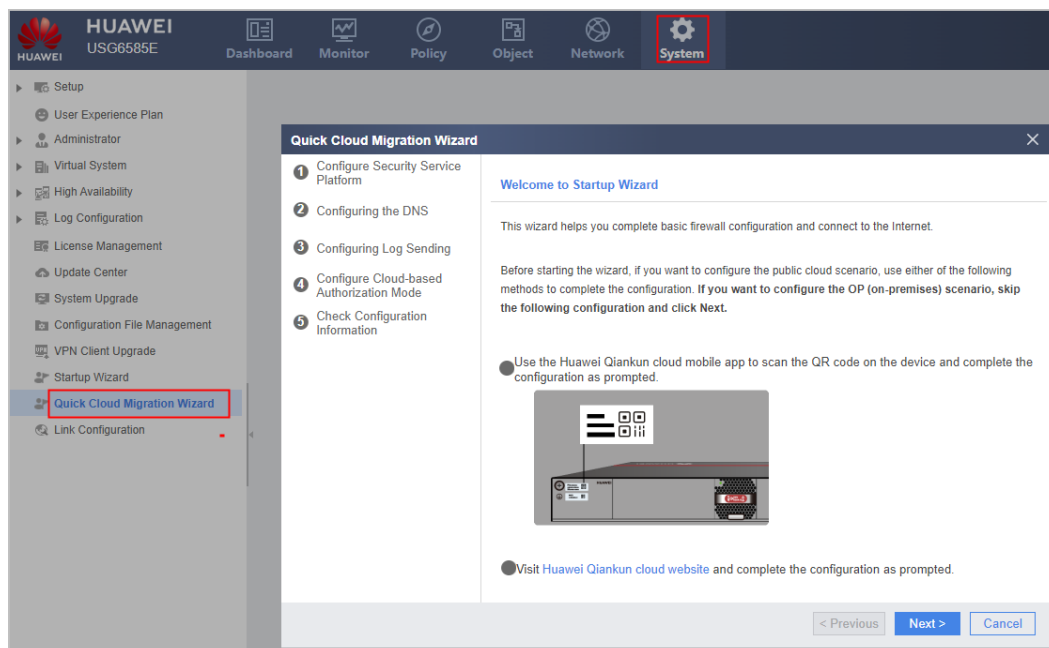 HUAWEI
HUAWEI
USG6585E
Dashboard
Monitor
Policy
Object
Network
System
Setup
User Experience Plan
Administrator
Virtual System
High Availability
Log Configuration
License Management
Update Center
System Upgrade
Configuration File Management
VPN Client Upgrade
Startup Wizard
Quick Cloud Migration Wizard
Link Configuration
Quick Cloud Migration Wizard
1 Configure Security Service
Platform
2 Configuring the DNS
3 Configuring Log Sending
4 Configure Cloud-based
Authorization Mode
5 Check Configuration
Information
Welcome to Startup Wizard
This wizard helps you complete basic firewall configuration and connect to the Internet.
Before starting the wizard, if you want to configure the public cloud scenario, use either of the following
methods to complete the configuration. If you want to configure the OP (on-premises) scenario, skip
the following configuration and click Next.
Use the Huawei Qiankun cloud mobile app to scan the QR code on the device and complete the
configuration as prompted.
HUAWEI
Visit Huawei Qiankun cloud website and complete the configuration as prompted.
< Previous
Next >
Cancel